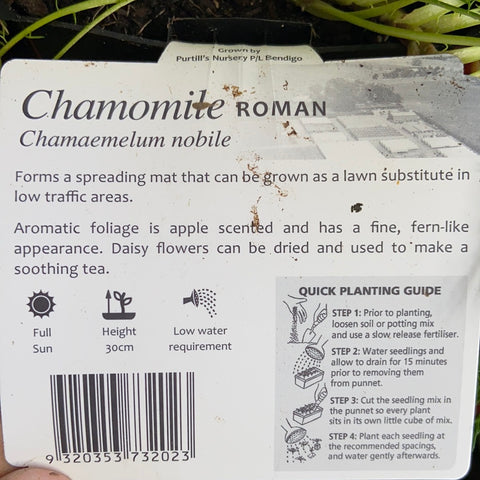 Grown by
Purtill's Nursery P/L Bendigo
Chamomile ROMAN
Chamaemelum nobile
Forms a spreading mat that can be grown as a lawn substitute in
low traffic areas.
Aromatic foliage is apple scented and has a fine, fern-like
appearance. Daisy flowers can be dried and used to make a
soothing tea.
Full
Sun
Height
30cm
Low water
requirement
9 320353 732023
QUICK PLANTING GUIDE
STEP 1: Prior to planting,
loosen soil or potting mix
and use a slow release fertiliser.
STEP 2: Water seedlings and
allow to drain for 15 minutes
prior to removing them
from punnet.
STEP 3: Cut the seedling mix in
the punnet so every plant
sits in its own little cube of mix.
STEP 4: Plant each seedling at
the recommended spacings,
and water gently afterwards.